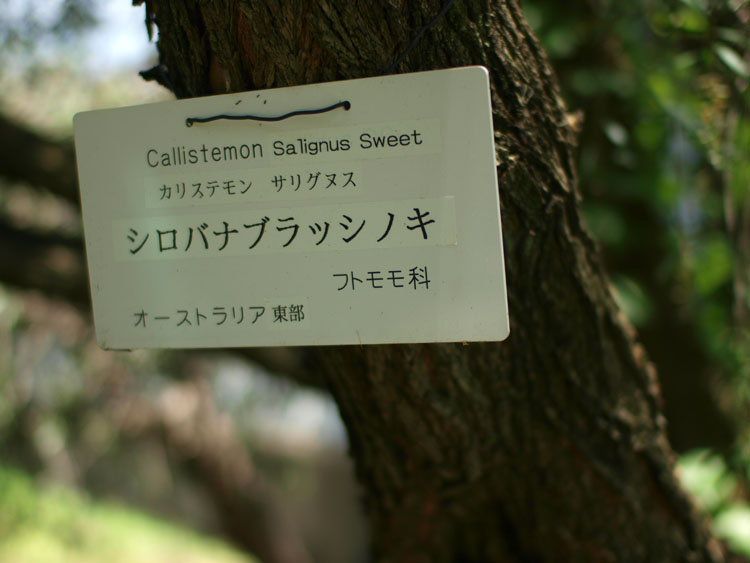 Callistemon Salignus Sweet
カリステモン サリグヌス
シロバナブラッシノキ
フトモモ科
オーストラリア東部